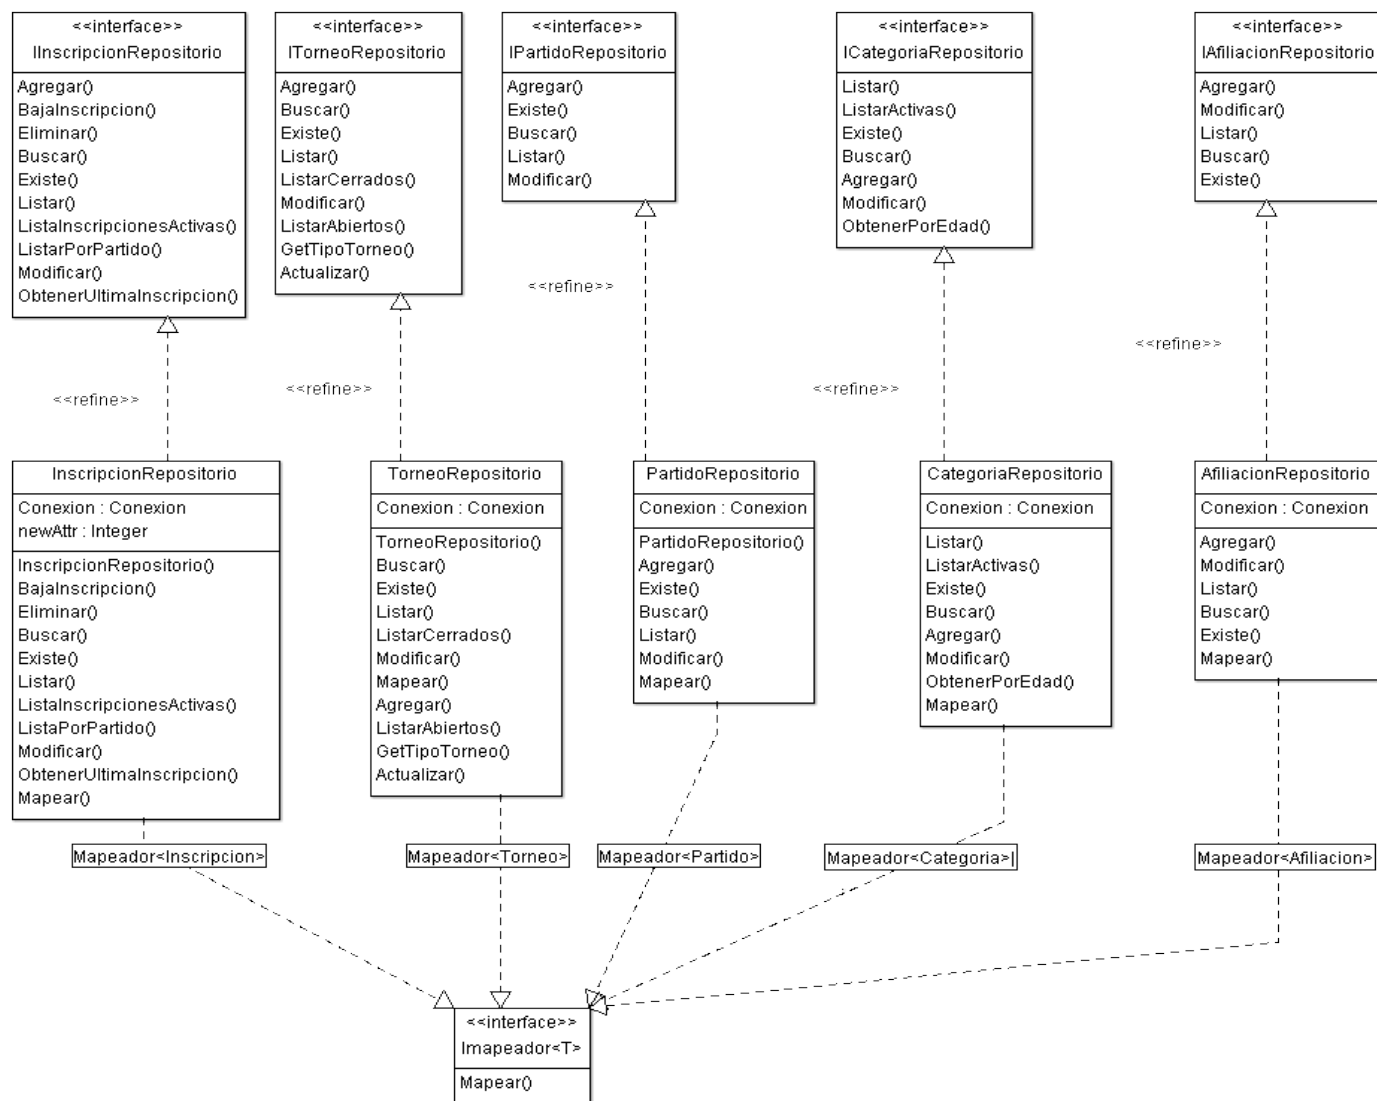 <<interface>>
IInscripcionRepositorio
Agregar()
BajaInscripcion()
Eliminar()
Buscar()
Existe()
Listar()
ListaInscripcionesActivas()
ListarPorPartido()
Modificar()
ObtenerUltimaInscripcion()
<<interface>>
ITorneoRepositorio
Agregar()
Buscar()
Existe()
Listar()
ListarCerrados()
Modificar()
ListarAbiertos()
GetTipoTorneo()
Actualizar()
<<interface>>
IPartidoRepositorio
Agregar()
Existe()
Buscar()
Listar()
Modificar()
<<interface>>
ICategoriaRepositorio
Listar()
ListarActivas()
Existe()
Buscar()
Agregar()
Modificar()
ObtenerPorEdad()
<<interface>>
IAfiliacionRepositorio
Agregar()
Modificar()
Listar()
Buscar()
Existe()
<<refine>>
<<refine>>
<<refine>>
<<refine>>
<<refine>>
InscripcionRepositorio
Conexion : Conexion
newAttr : Integer
InscripcionRepositorio()
BajaInscripcion()
Eliminar()
Buscar()
Existe()
Listar()
ListaInscripcionesActivas()
ListaPorPartido()
Modificar()
ObtenerUltimaInscripcion()
Mapear()
TorneoRepositorio
Conexion : Conexion
TorneoRepositorio()
Buscar()
Existe()
Listar()
ListarCerrados()
Modificar()
Mapear()
Agregar()
ListarAbiertos()
GetTipoTorneo()
Actualizar()
PartidoRepositorio
Conexion : Conexion
PartidoRepositorio()
Agregar()
Existe()
Buscar()
Listar()
Modificar()
Mapear()
CategoriaRepositorio
Conexion : Conexion
Listar()
ListarActivas()
Existe()
Buscar()
Agregar()
Modificar()
ObtenerPorEdad()
Mapear()
AfiliacionRepositorio
Conexion : Conexion
Agregar()
Modificar()
Listar()
Buscar()
Existe()
Mapear()
Mapeador<Inscripcion>
Mapeador<Torneo>
Mapeador<Partido>
Mapeador<Categoria>|
Mapeador<Afiliacion>
<<interface>>
Imapeador<T>
Mapear()